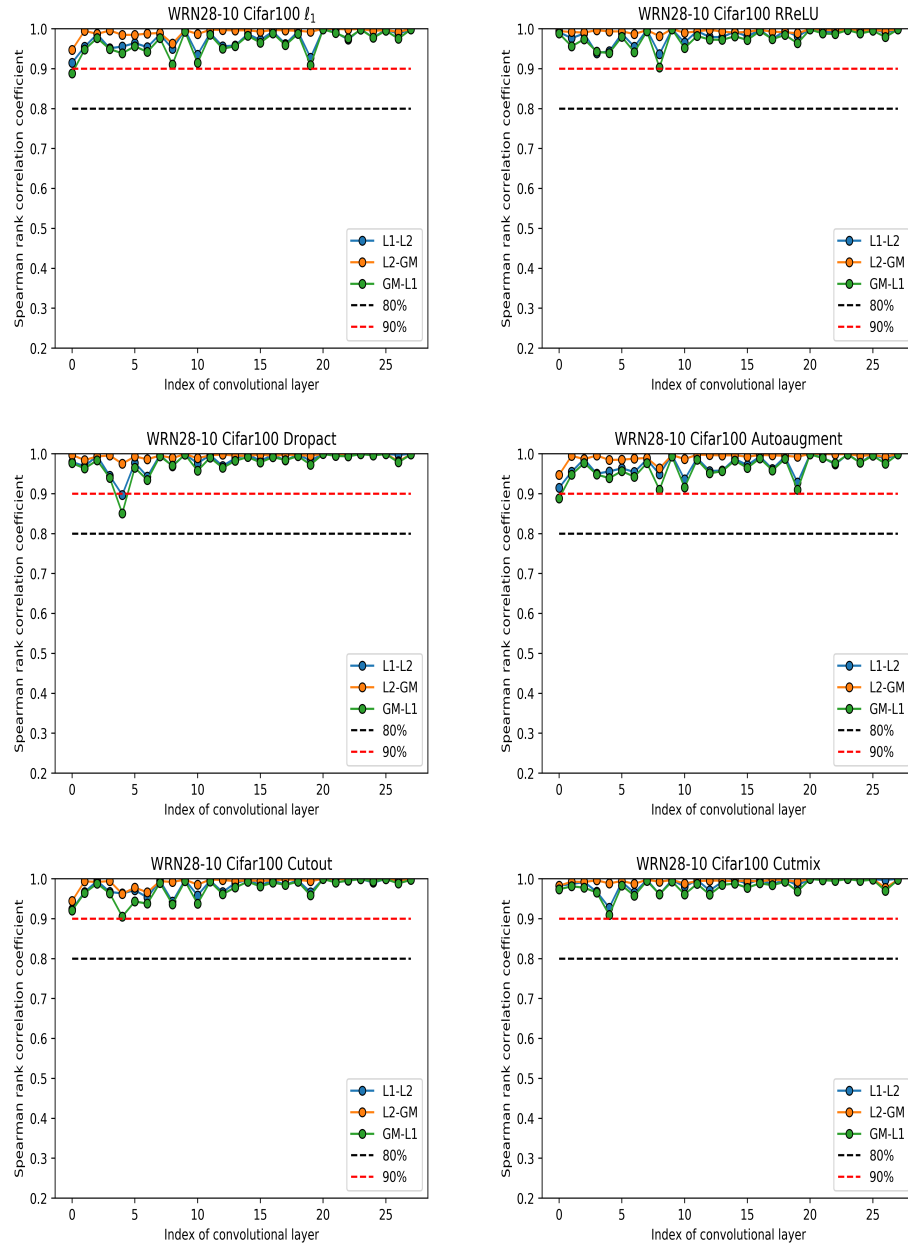 WRN28-10 Cifar100 ℓ₁
Spearman rank correlation coefficient
1.0
0.9
0.8
0.7
0.6
0.5
0.4
0.3
0.2
L1-L2
L2-GM
GM-L1
80%
90%
0 5 10 15 20 25
Index of convolutional layer
WRN28-10 Cifar100 RReLU
Spearman rank correlation coefficient
1.0
0.9
0.8
0.7
0.6
0.5
0.4
0.3
0.2
L1-L2
L2-GM
GM-L1
80%
90%
0 5 10 15 20 25
Index of convolutional layer
WRN28-10 Cifar100 Dropact
Spearman rank correlation coefficient
1.0
0.9
0.8
0.7
0.6
0.5
0.4
0.3
0.2
L1-L2
L2-GM
GM-L1
80%
90%
0 5 10 15 20 25
Index of convolutional layer
WRN28-10 Cifar100 Autoaugment
Spearman rank correlation coefficient
1.0
0.9
0.8
0.7
0.6
0.5
0.4
0.3
0.2
L1-L2
L2-GM
GM-L1
80%
90%
0 5 10 15 20 25
Index of convolutional layer
WRN28-10 Cifar100 Cutout
Spearman rank correlation coefficient
1.0
0.9
0.8
0.7
0.6
0.5
0.4
0.3
0.2
L1-L2
L2-GM
GM-L1
80%
90%
0 5 10 15 20 25
Index of convolutional layer
WRN28-10 Cifar100 Cutmix
Spearman rank correlation coefficient
1.0
0.9
0.8
0.7
0.6
0.5
0.4
0.3
0.2
L1-L2
L2-GM
GM-L1
80%
90%
0 5 10 15 20 25
Index of convolutional layer